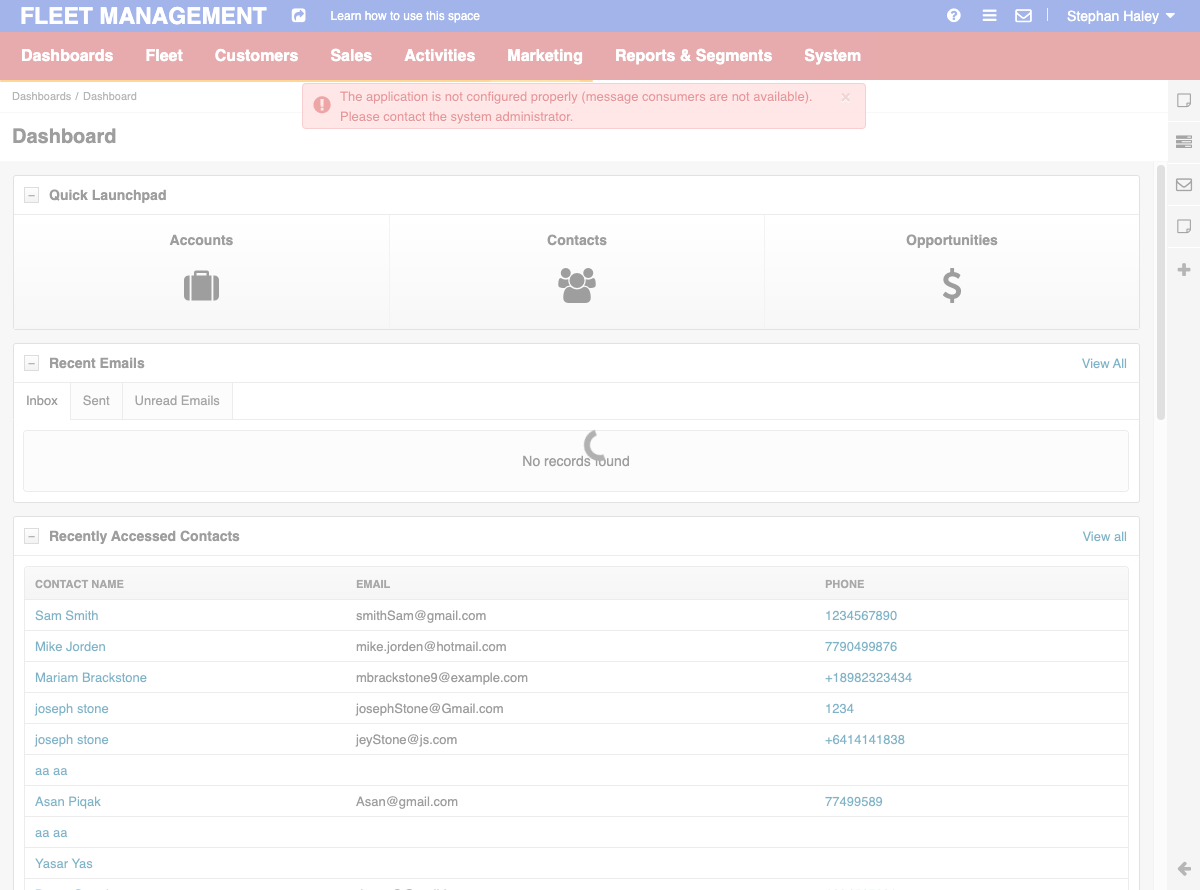 FLEET MANAGEMENT
Learn how to use this space
Stephan Haley
Dashboards Fleet Customers Sales Activities Marketing Reports & Segments System
Dashboards / Dashboard
The application is not configured properly (message consumers are not available).
Please contact the system administrator.
Dashboard
Quick Launchpad
Accounts Contacts Opportunities
Recent Emails View All
Inbox Sent Unread Emails
No records found
Recently Accessed Contacts View all
CONTACT NAME EMAIL PHONE
Sam Smith smithSam@gmail.com 1234567890
Mike Jorden mike.jorden@hotmail.com 7790499876
Mariam Brackstone mbrackstone9@example.com +18982323434
joseph stone josephStone@Gmail.com 1234
joseph stone jeyStone@js.com +6414141838
aa aa
Asan Piqak Asan@gmail.com 77499589
aa aa
Yasar Yas